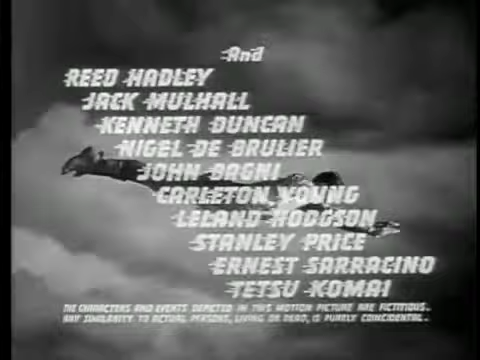 And
REED HADLEY
JACK MULHALL
KENNETH DUNCAN
NIGEL DE BRULIER
JOHN BAGNI
CARLETON YOUNG
LELAND HODGSON
STANLEY PRICE
ERNEST SARRACINO
TETSU KOMAI
THE CHARACTERS AND EVENTS DEPICTED IN THIS MOTION PICTURE ARE FICTITIOUS..
ANY SIMILARITY TO ACTUAL PERSONS, LIVING OR DEAD, IS PURELY COINCIDENTAL..